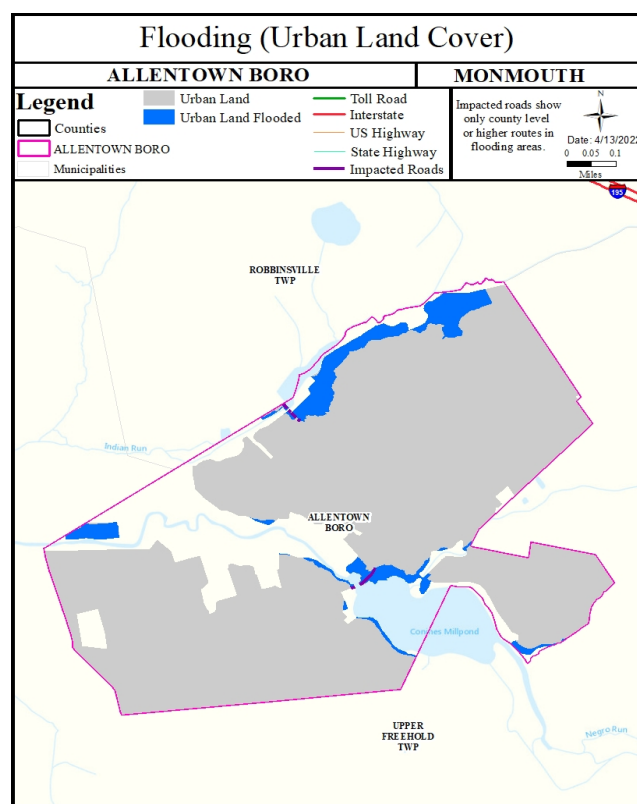 Flooding (Urban Land Cover)
ALLENTOWN BORO
MONMOUTH
Legend
Counties
ALLENTOWN BORO
Municipalities
Urban Land
Urban Land Flooded
Toll Road
Interstate
US Highway
State Highway
Impacted Roads
Impacted roads show
only county level
or higher routes in
flooding areas.
N
Date: 4/13/2022
0 0.05 0.1
Miles
195
ROBBINSVILLE
TWP
Indian Run
ALLENTOWN
BORO
Conines Millpond
UPPER
FREEHOLD
TWP
Negro Run